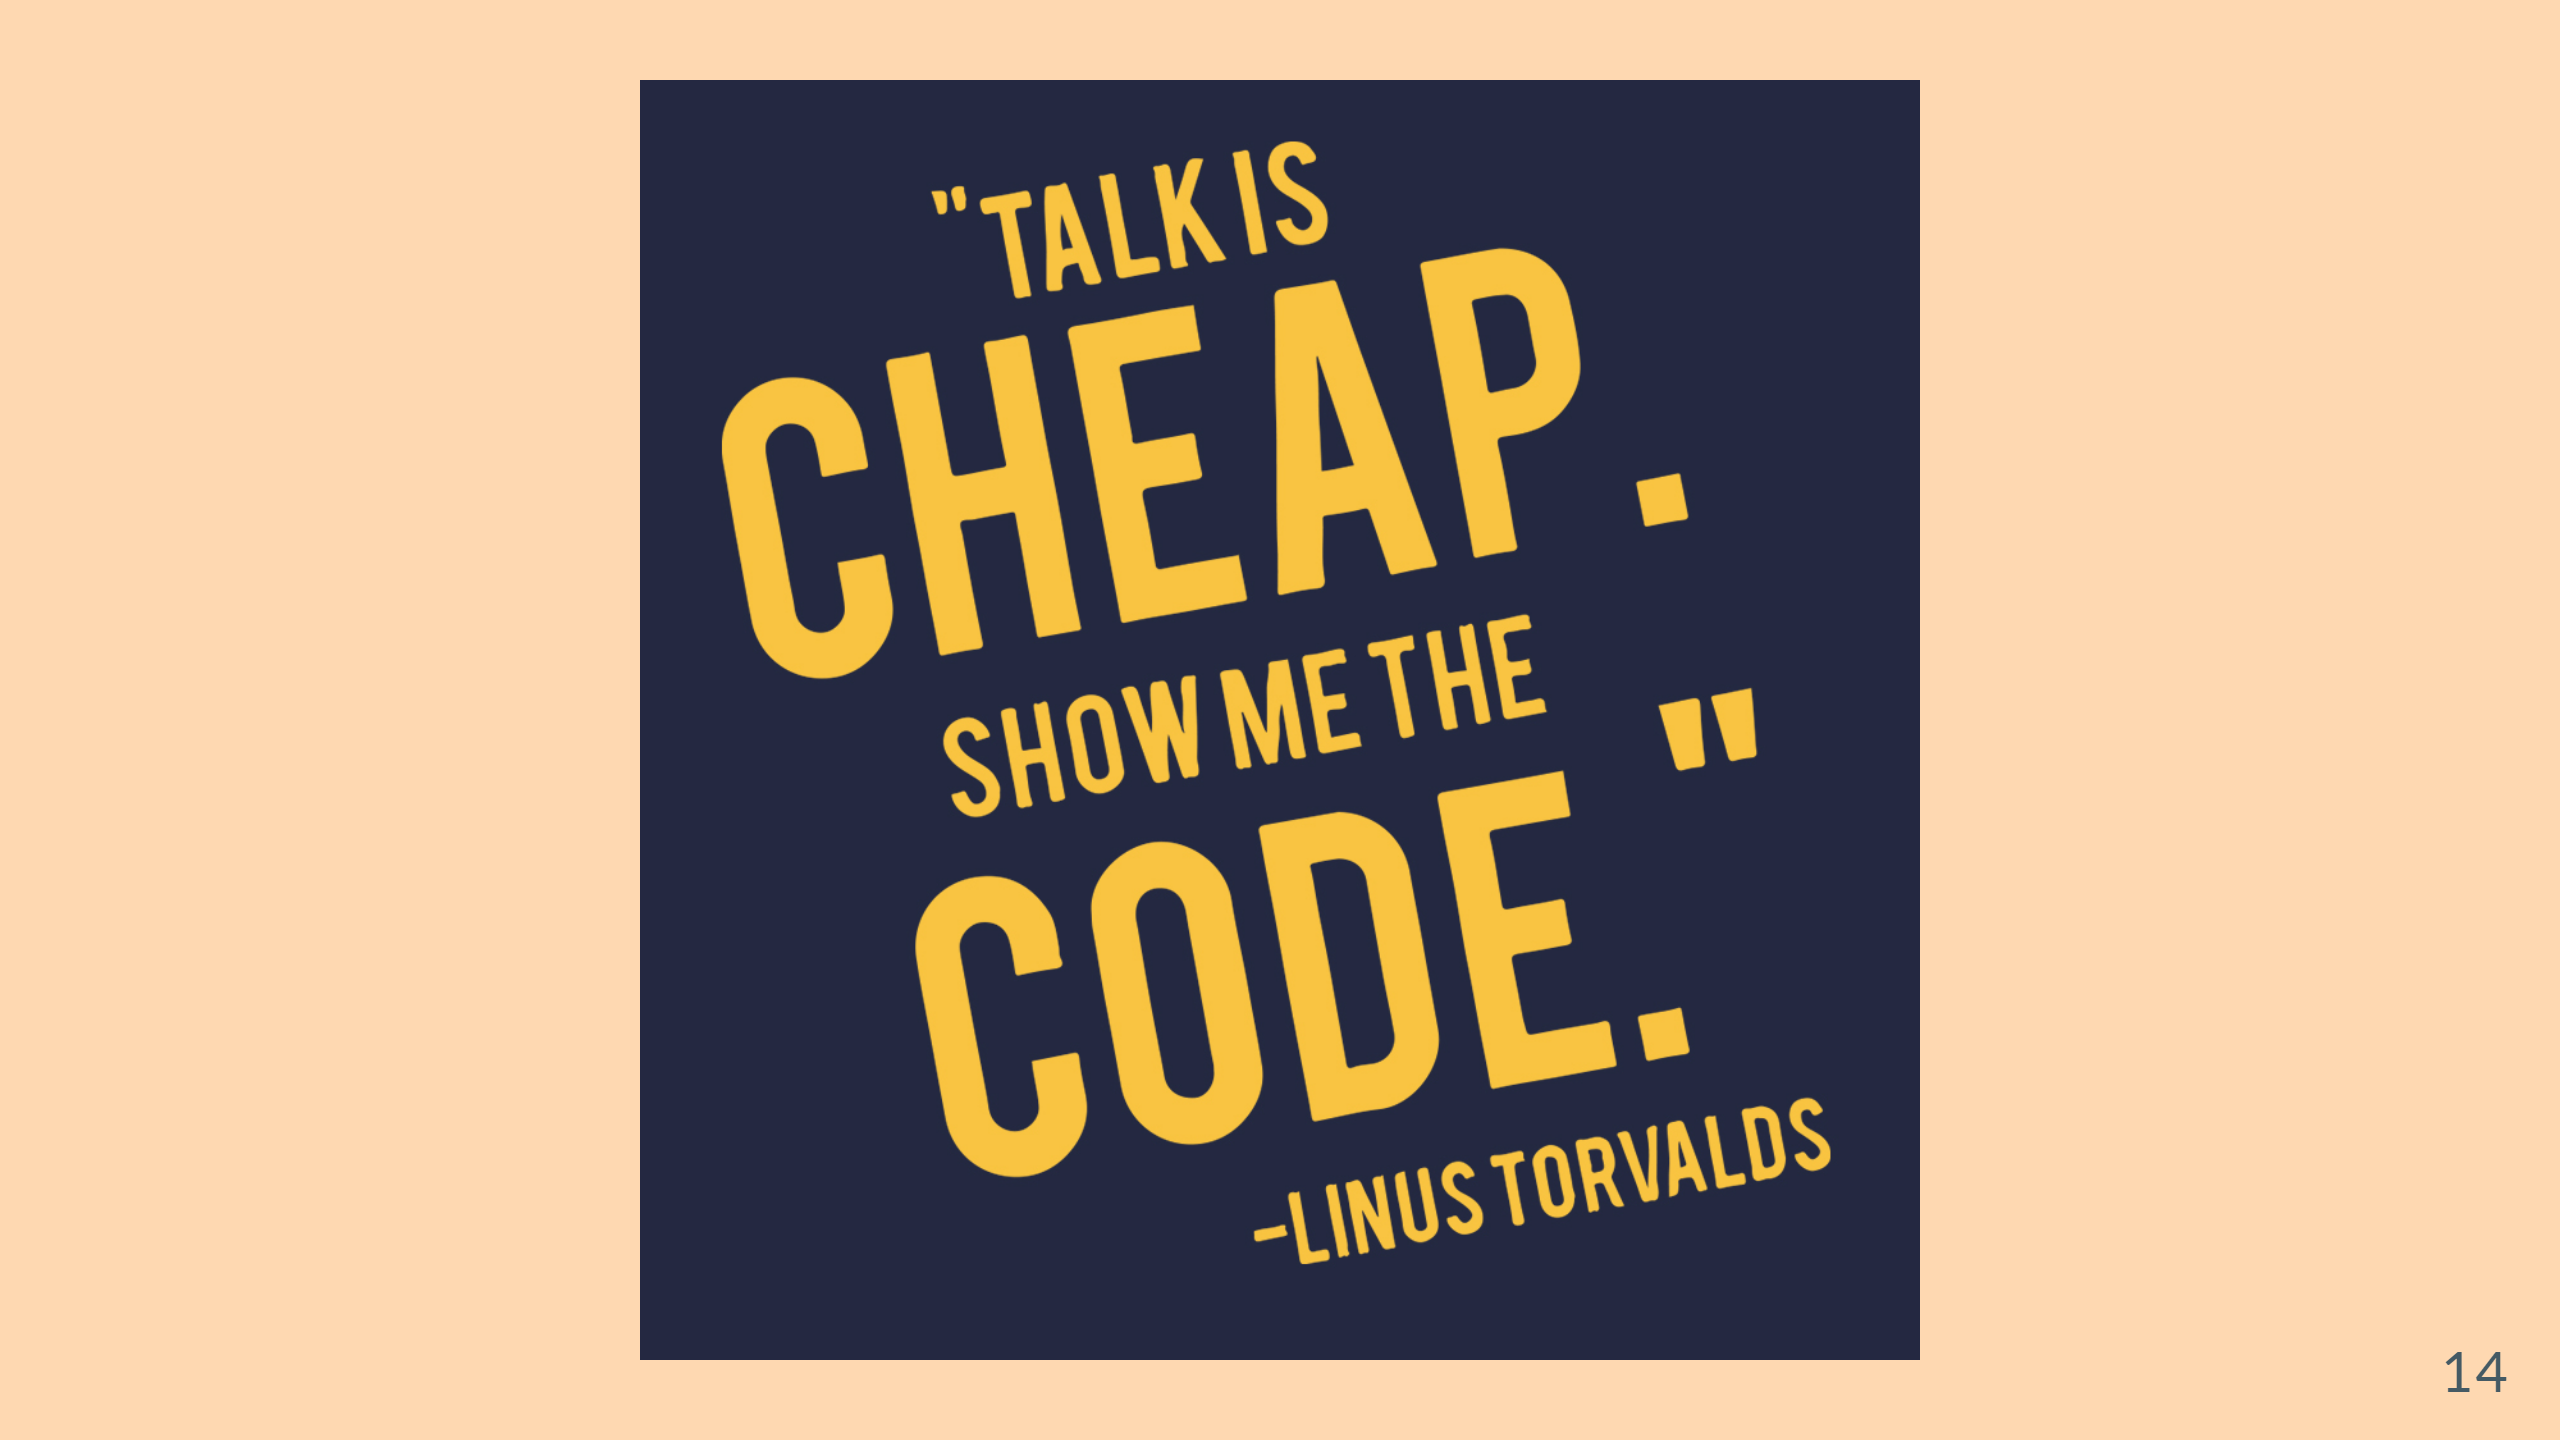 "TALK IS
CHEAP.
SHOW ME THE
CODE."
-LINUS TORVALDS
14